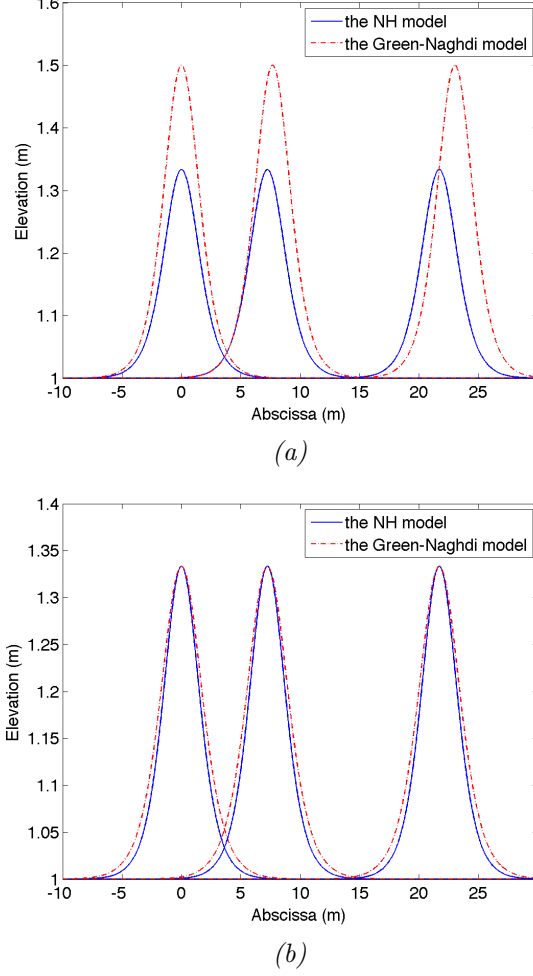 1.6
1.5
1.4
1.3
1.2
1.1
1
Elevation (m)
the NH model
the Green-Naghdi model
-10 -5 0 5 10 15 20 25
Abscissa (m)
(a)
1.4
1.35
1.3
1.25
1.2
1.15
1.1
1.05
1
Elevation (m)
the NH model
the Green-Naghdi model
-10 -5 0 5 10 15 20 25
Abscissa (m)
(b)